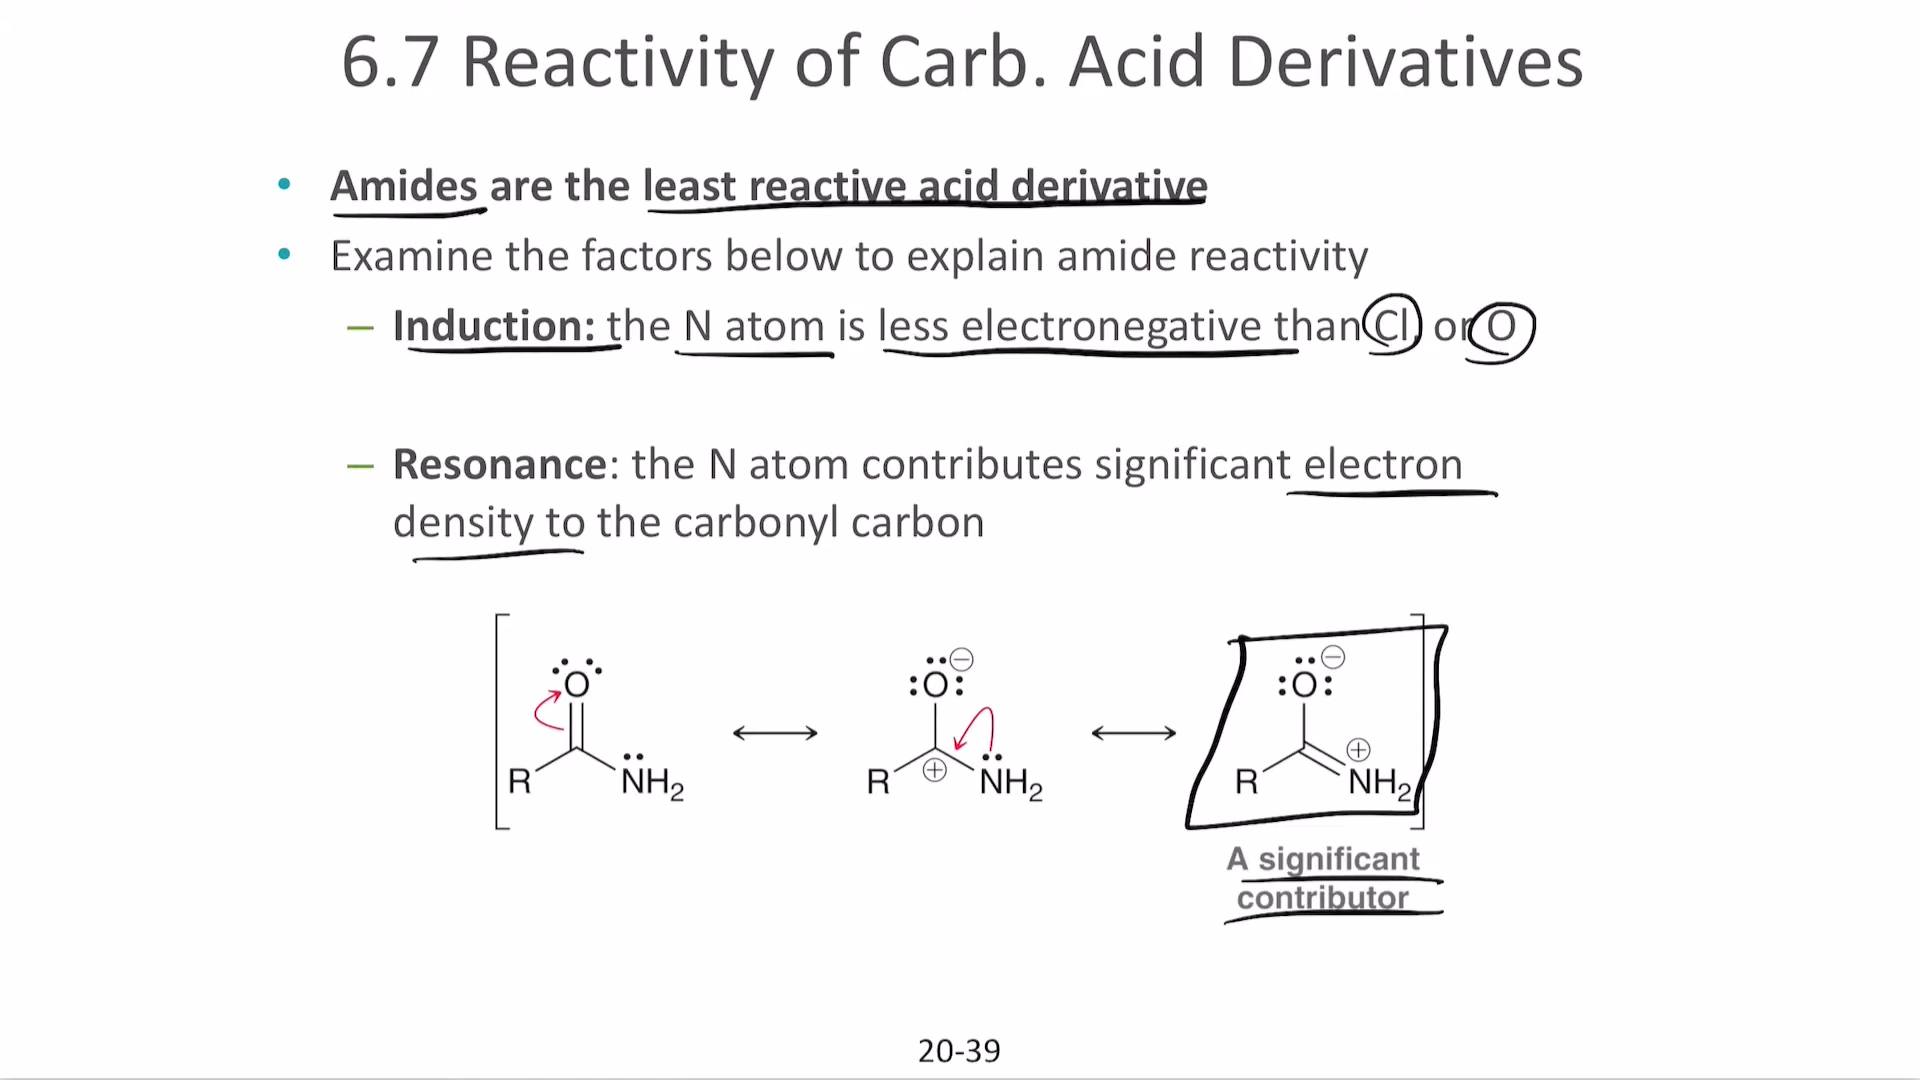 6.7 Reactivity of Carb. Acid Derivatives
• Amides are the least reactive acid derivative
• Examine the factors below to explain amide reactivity
– Induction: the N atom is less electronegative than Cl, or O
– Resonance: the N atom contributes significant electron
density to the carbonyl carbon
O O⊖ O⊖
R NH₂ R ⊕ NH₂ R ⊕NH₂
A significant
contributor
20-39